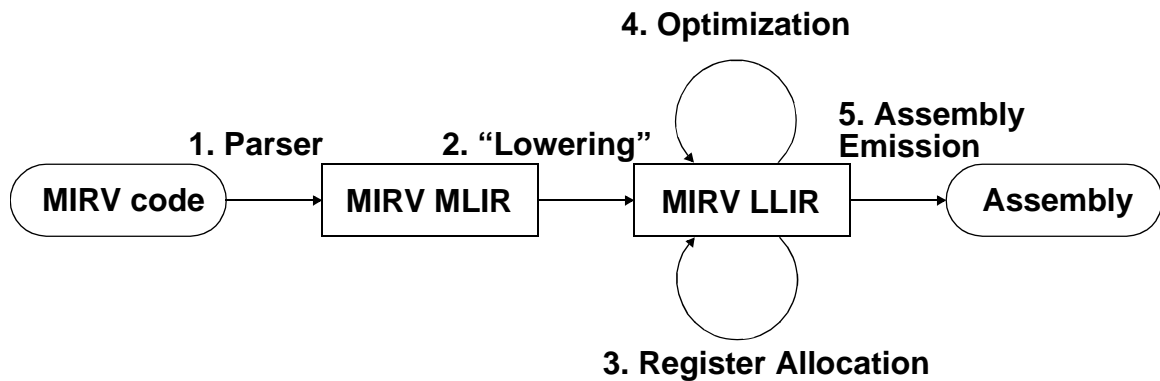 4. Optimization
5. Assembly
Emission
1. Parser
2. “Lowering”
MIRV code
MIRV MLIR
MIRV LLIR
Assembly
3. Register Allocation